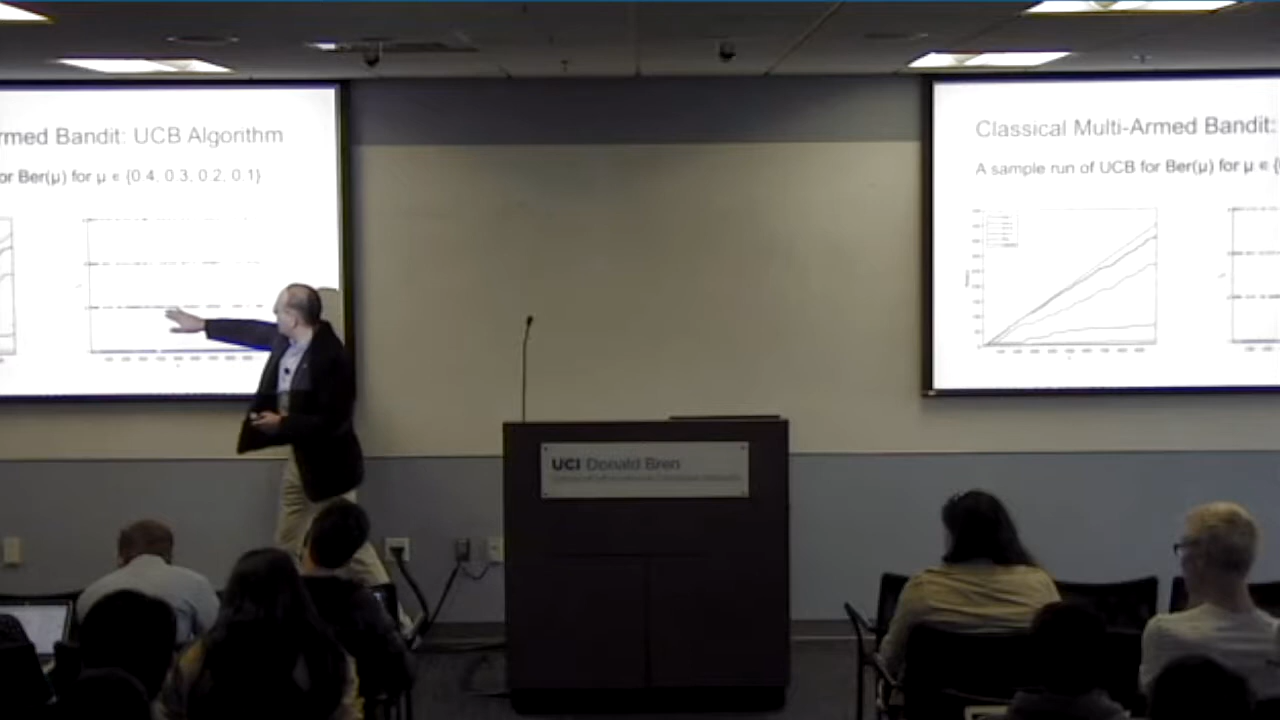 rmed Bandit: UCB Algorithm
or Ber(μ) for μ ∈ {0.4, 0.3, 0.2, 0.1}
Classical Multi-Armed Bandit:
A sample run of UCB for Ber(μ) for μ ∈ {
UCI Donald Bren